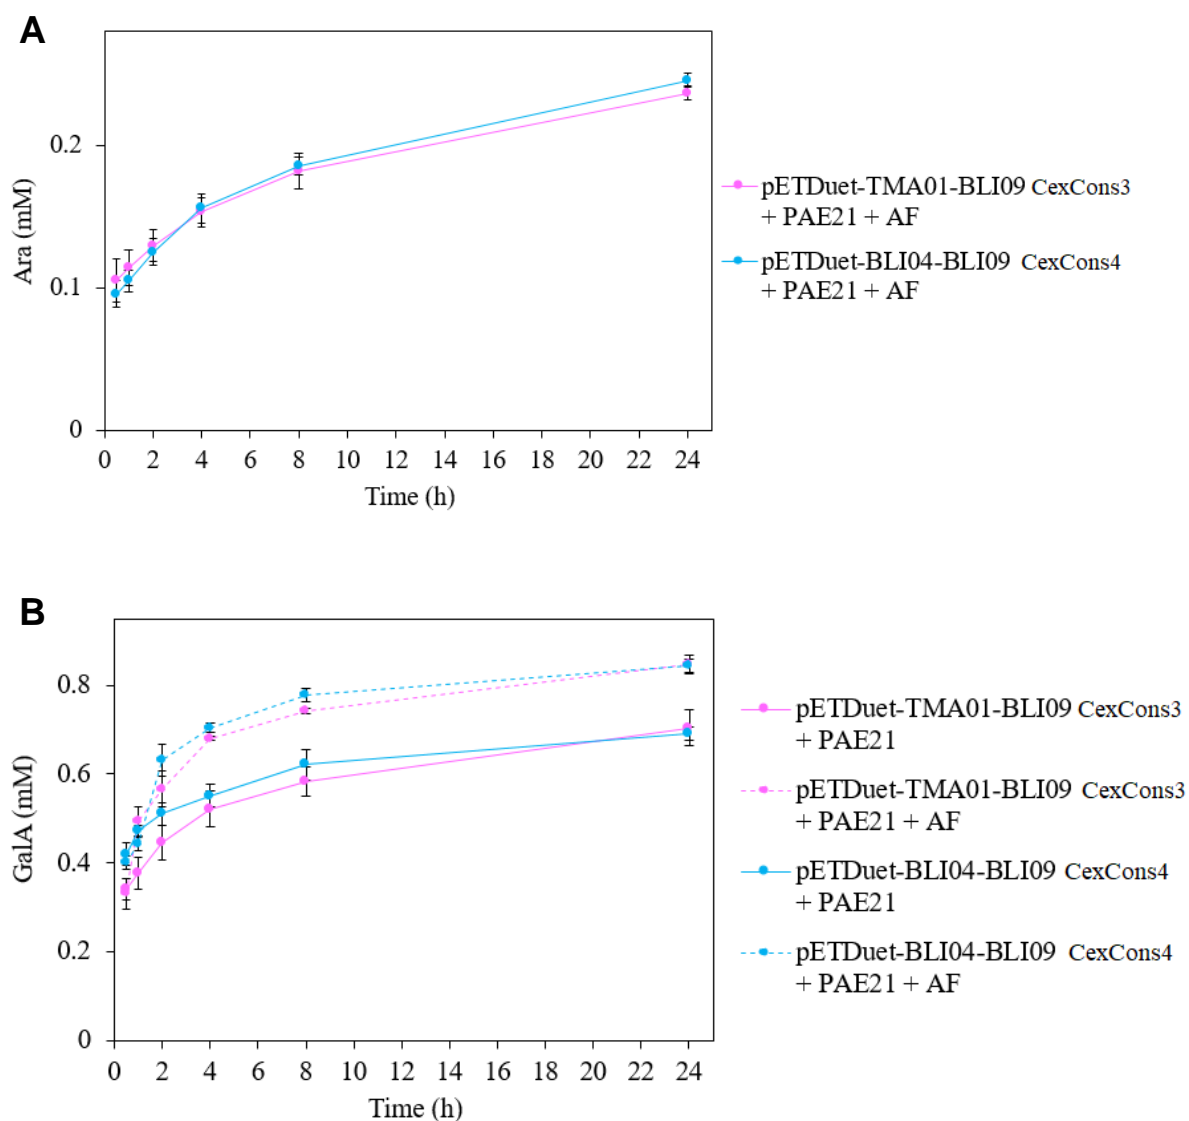 A
Ara (mM)
0.2
0.1
0
0 2 4 6 8 10 12 14 16 18 20 22 24
Time (h)
pETDuet-TMA01-BLI09 CexCons3
+ PAE21 + AF
pETDuet-BLI04-BLI09 CexCons4
+ PAE21 + AF
B
GalA (mM)
0.8
0.6
0.4
0.2
0
0 2 4 6 8 10 12 14 16 18 20 22 24
Time (h)
pETDuet-TMA01-BLI09 CexCons3
+ PAE21
pETDuet-TMA01-BLI09 CexCons3
+ PAE21 + AF
pETDuet-BLI04-BLI09 CexCons4
+ PAE21
pETDuet-BLI04-BLI09 CexCons4
+ PAE21 + AF